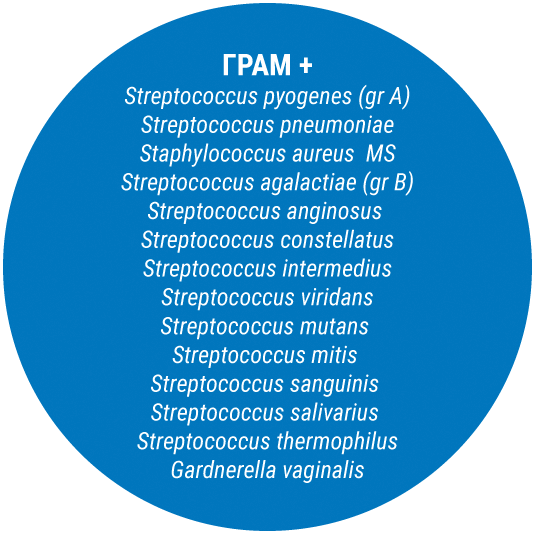 ГРАМ +
Streptococcus pyogenes (gr A)
Streptococcus pneumoniae
Staphylococcus aureus MS
Streptococcus agalactiae (gr B)
Streptococcus anginosus
Streptococcus constellatus
Streptococcus intermedius
Streptococcus viridans
Streptococcus mutans
Streptococcus mitis
Streptococcus sanguinis
Streptococcus salivarius
Streptococcus thermophilus
Gardnerella vaginalis